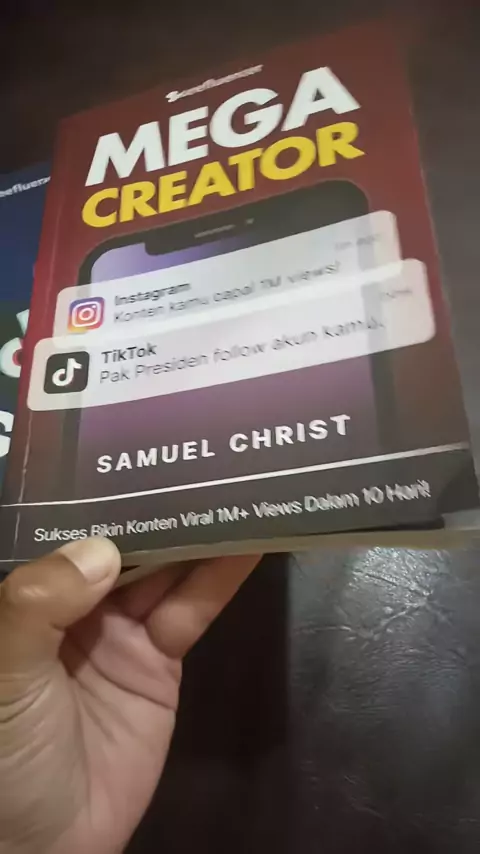 MEGA
CREATOR
Instagram
Konten kamu capai 1M views!
TikTok
Pak Presiden follow akun kamu.
SAMUEL CHRIST
Sukses Bikin Konten Viral 1M+ Views Dalam 10 Hari!